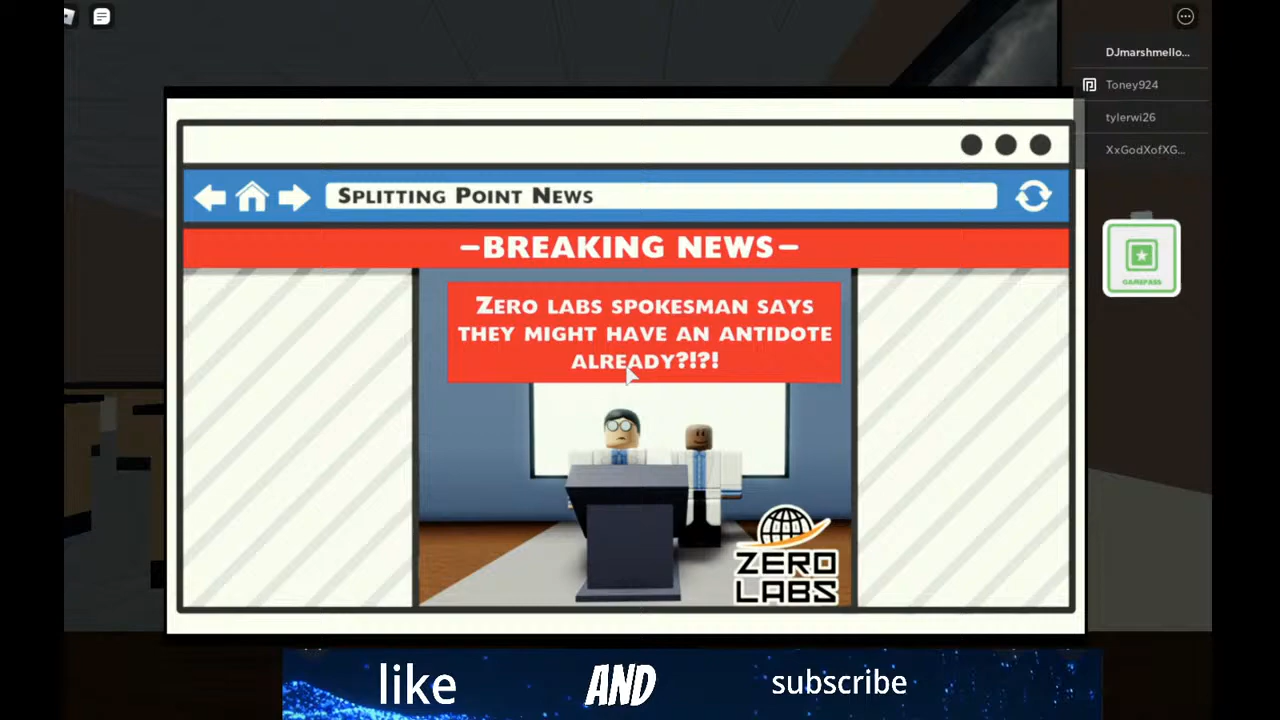 DJmarshmello...
Toney924
tylerwi26
XxGodXofXG...
SPLITTING POINT NEWS
–BREAKING NEWS–
ZERO LABS SPOKESMAN SAYS
THEY MIGHT HAVE AN ANTIDOTE
ALREADY?!?!
GAMEPASS
ZERO
LABS
like AND subscribe